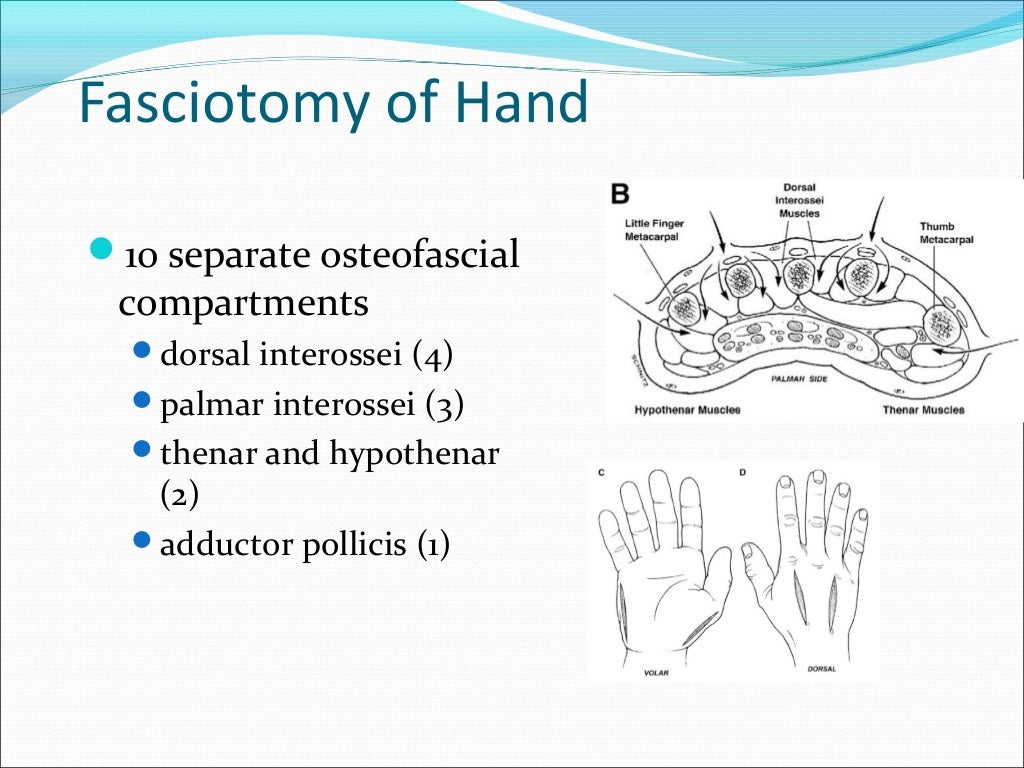 Fasciotomy of Hand
10 separate osteofascial
compartments
dorsal interossei (4)
palmar interossei (3)
thenar and hypothenar
(2)
adductor pollicis (1)
B
Dorsal
Interossei
Muscles
Little Finger
Metacarpal
Thumb
Metacarpal
SCHMITZ
PALMAR SIDE
Hypothenar Muscles
Thenar Muscles
C
D
VOLAR
DORSAL